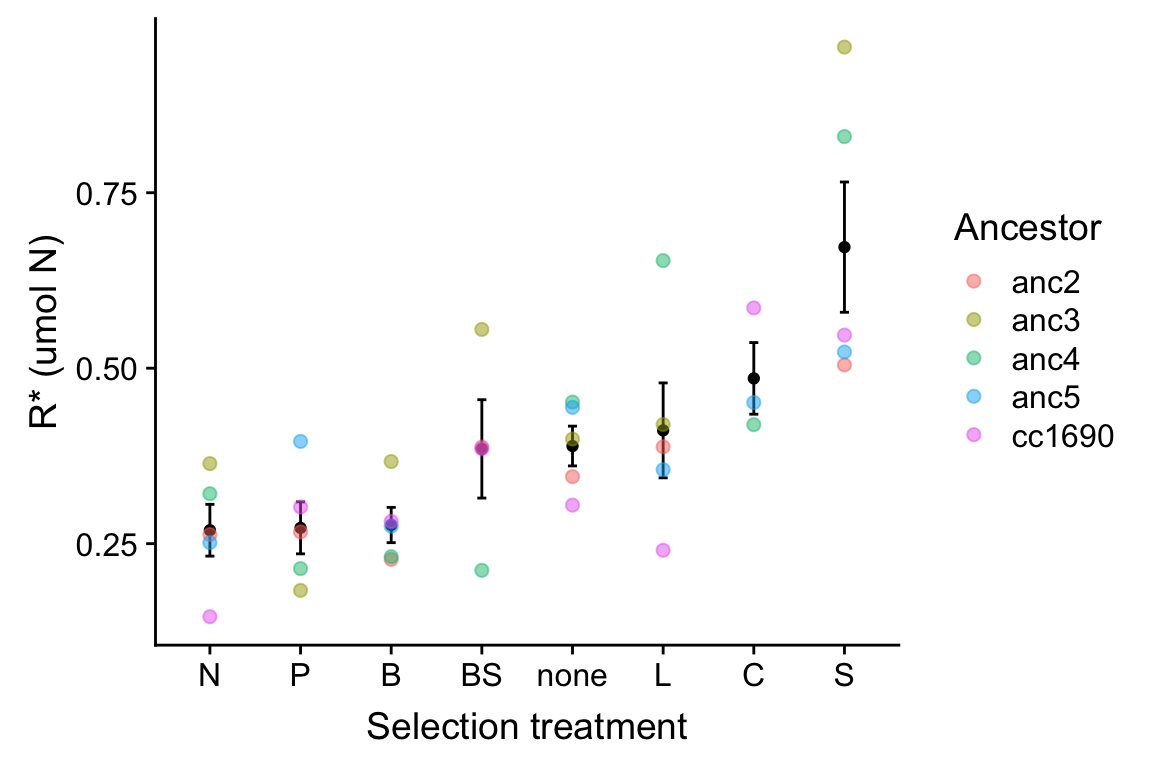 R* (umol N)
0.75
0.50
0.25
N P B BS none L C S
Selection treatment
Ancestor
anc2
anc3
anc4
anc5
cc1690